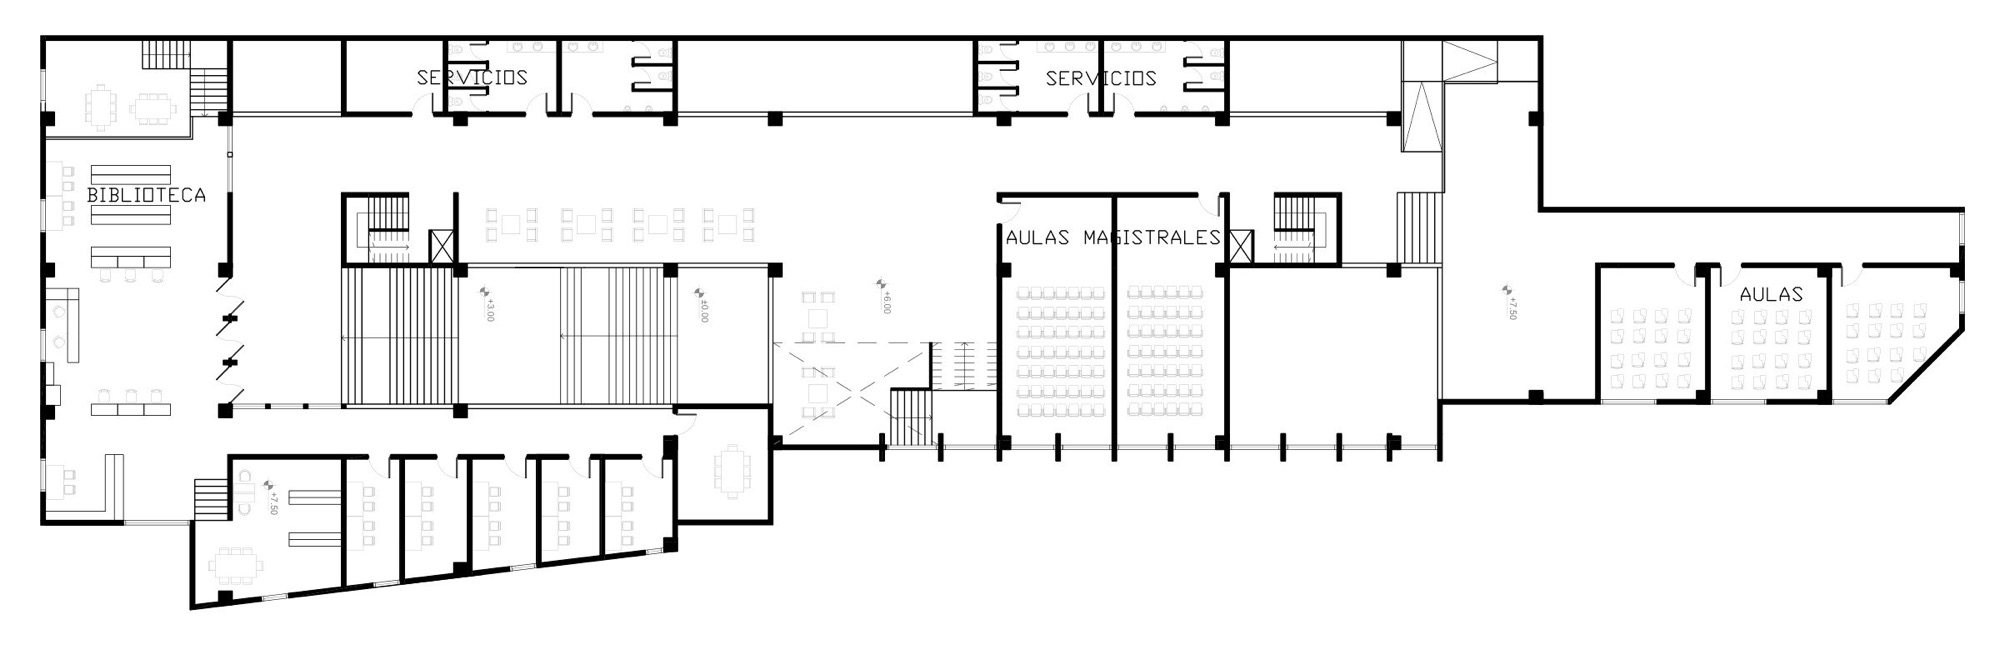 SERVICIOS
SERVICIOS
BIBLIOTECA
AULAS MAGISTRALES
AULAS
+3.00
±0.00
+6.00
+7.50
+7.50